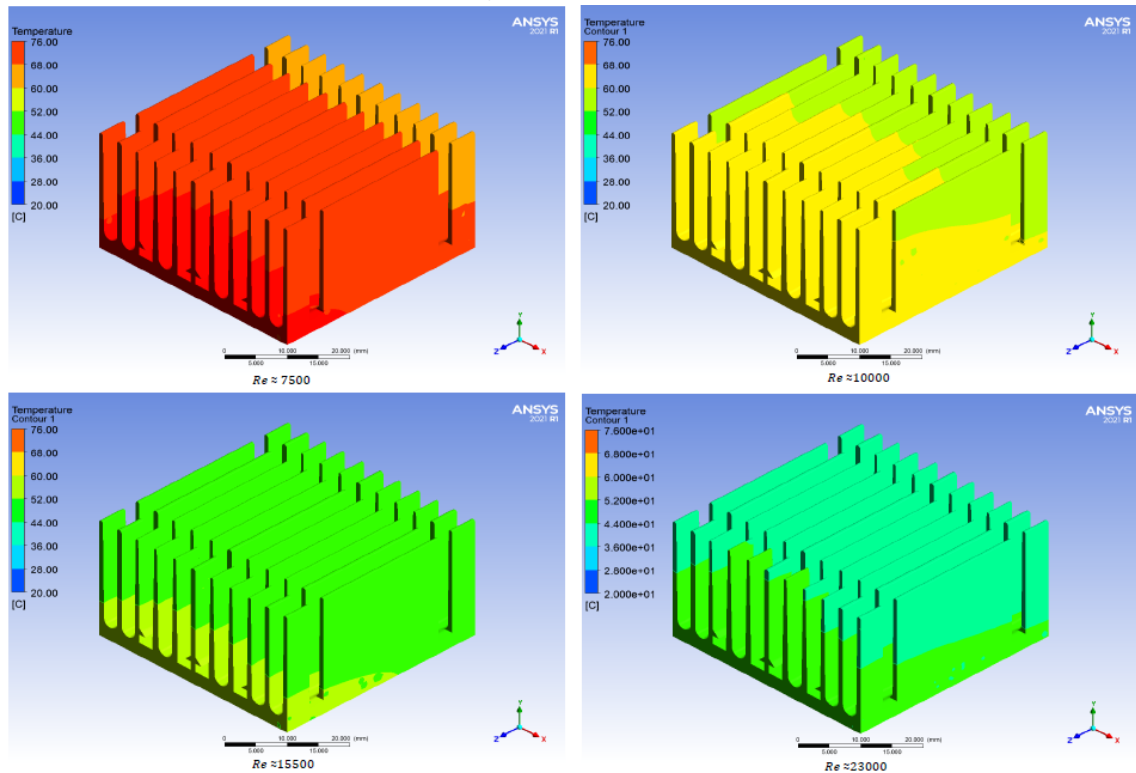 Temperature
76.00
68.00
60.00
52.00
44.00
36.00
28.00
20.00
[C]
ANSYS
2021 R1
0 10.000 20.000 (mm)
5.000 15.000
Y
Z X
Re ≈ 7500
Temperature
Contour 1
76.00
68.00
60.00
52.00
44.00
36.00
28.00
20.00
[C]
ANSYS
2021 R1
0 10.000 20.000 (mm)
5.000 15.000
Y
Z X
Re ≈10000
Temperature
Contour 1
76.00
68.00
60.00
52.00
44.00
36.00
28.00
20.00
[C]
ANSYS
2021 R1
0 10.000 20.000 (mm)
5.000 15.000
Y
Z X
Re ≈15500
Temperature
Contour 1
7.600e+01
6.800e+01
6.000e+01
5.200e+01
4.400e+01
3.600e+01
2.800e+01
2.000e+01
[C]
ANSYS
2021 R1
0 10.000 20.000 (mm)
5.000 15.000
Y
Z X
Re ≈23000